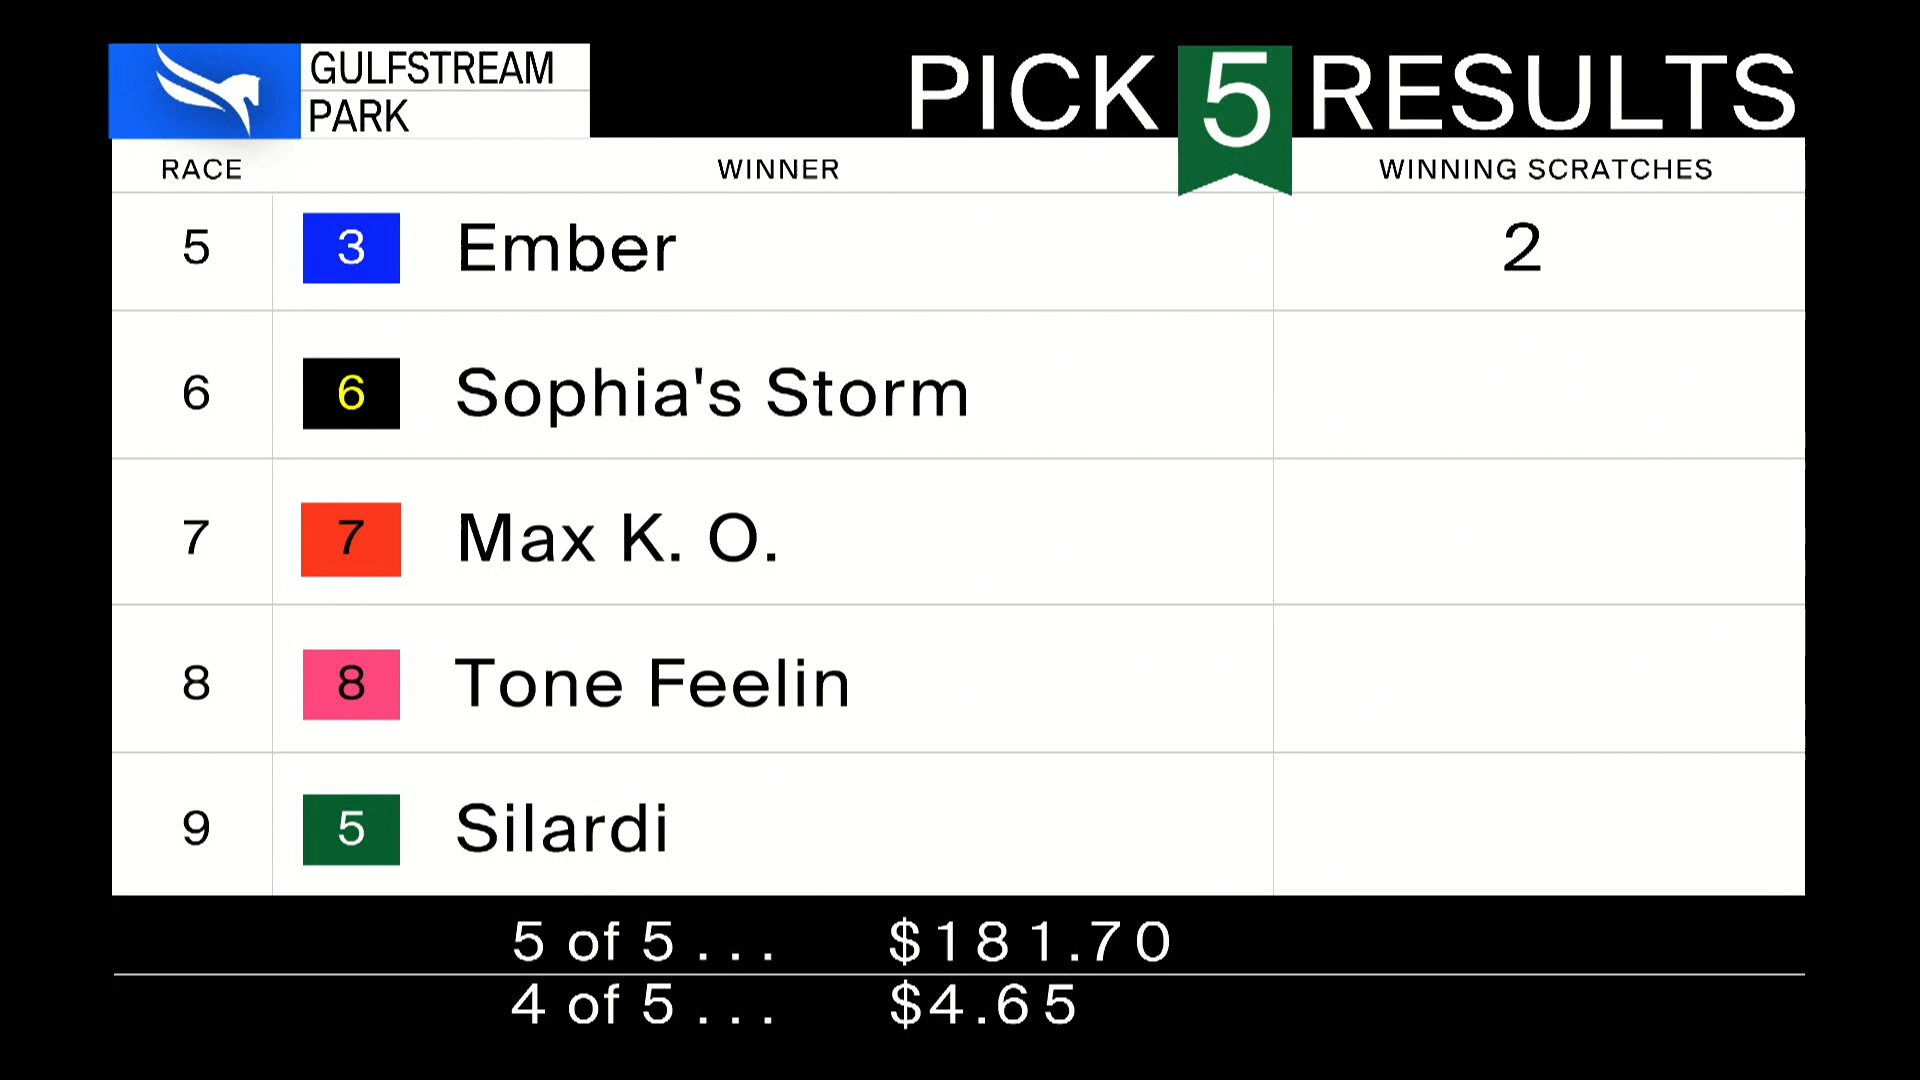 GULFSTREAM
PARK
PICK 5 RESULTS
RACE WINNER WINNING SCRATCHES
5 3 Ember 2
6 6 Sophia's Storm
7 7 Max K. O.
8 8 Tone Feelin
9 5 Silardi
5 of 5 . . . $181.70
4 of 5 . . . $4.65